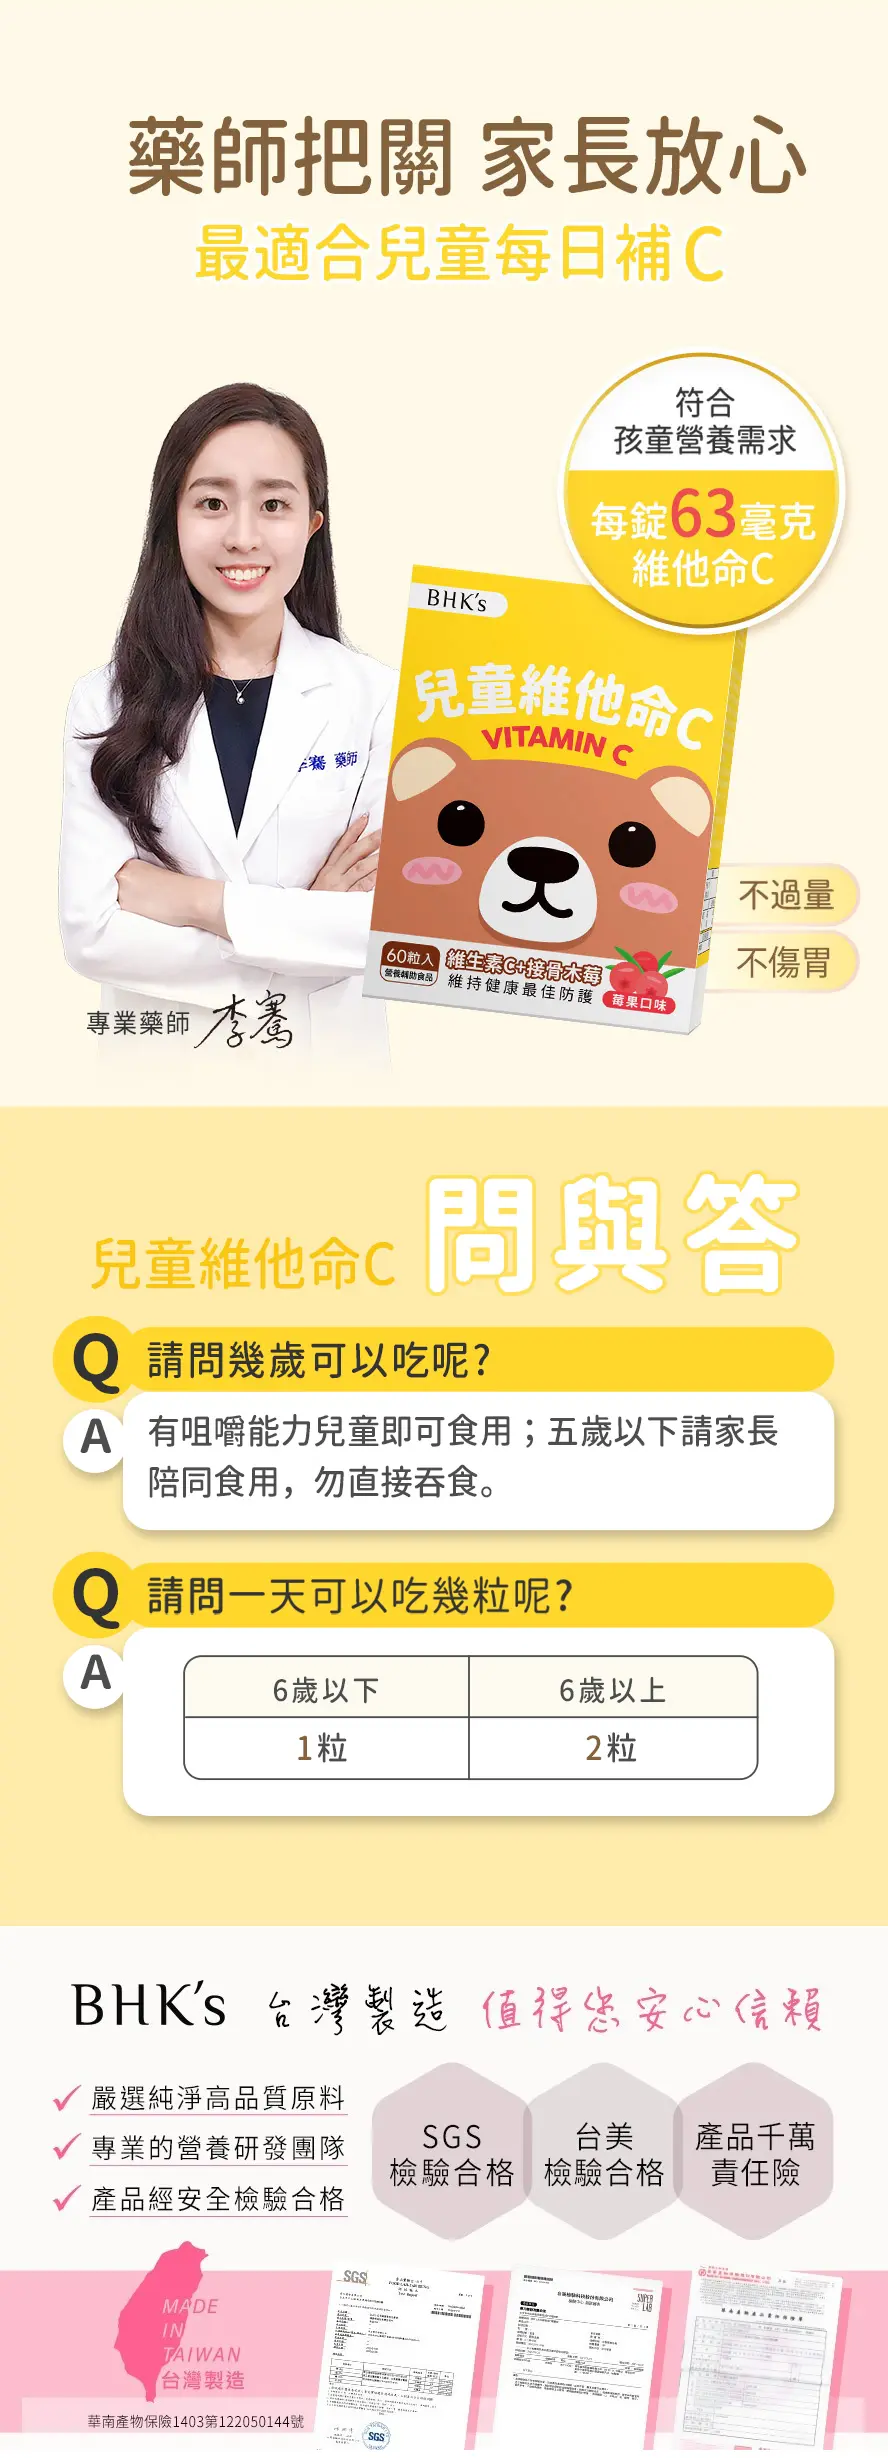 藥師把關 家長放心
最適合兒童每日補C
符合
孩童營養需求
每錠63毫克
維他命C
BHK's
兒童維他命C
VITAMIN C
李騫 藥師
不過量
不傷胃
60粒入
營養輔助食品
維生素C+接骨木莓
維持健康最佳防護
莓果口味
專業藥師 李騫
兒童維他命C 問與答
Q 請問幾歲可以吃呢?
A 有咀嚼能力兒童即可食用；五歲以下請家長
陪同食用，勿直接吞食。
Q 請問一天可以吃幾粒呢?
A
6歲以下 6歲以上
1粒 2粒
BHK's 台灣製造 值得您安心信賴
✓ 嚴選純淨高品質原料
✓ 專業的營養研發團隊
✓ 產品經安全檢驗合格
SGS
檢驗合格
台美
檢驗合格
產品千萬
責任險
MADE
IN
TAIWAN
台灣製造
華南產物保險1403第122050144號
SGS
SUPER
LAB
SGS